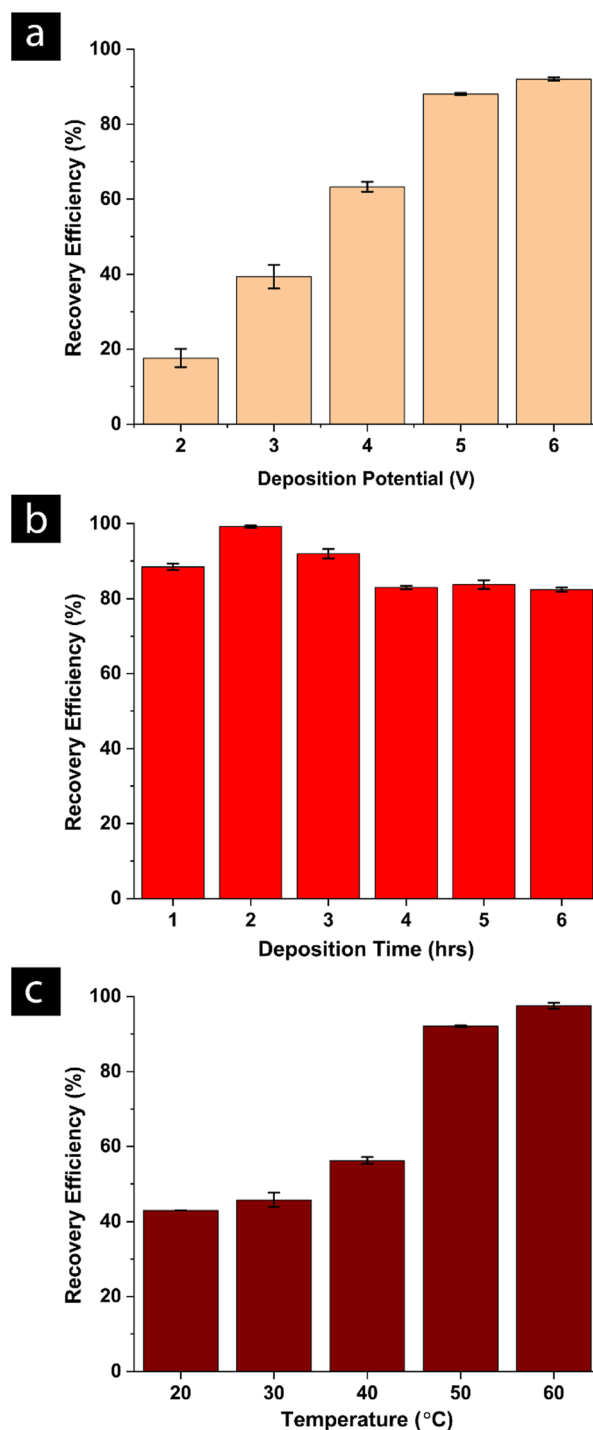 a
100
80
60
40
20
0
Recovery Efficiency (%)
2 3 4 5 6
Deposition Potential (V)
b
100
80
60
40
20
0
Recovery Efficiency (%)
1 2 3 4 5 6
Deposition Time (hrs)
c
100
80
60
40
20
0
Recovery Efficiency (%)
20 30 40 50 60
Temperature (°C)